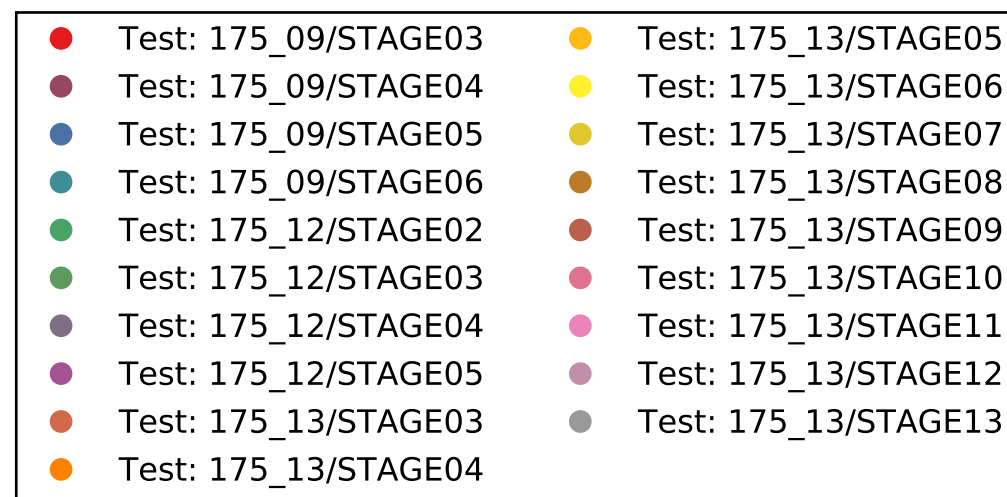 Test: 175_09/STAGE03
Test: 175_09/STAGE04
Test: 175_09/STAGE05
Test: 175_09/STAGE06
Test: 175_12/STAGE02
Test: 175_12/STAGE03
Test: 175_12/STAGE04
Test: 175_12/STAGE05
Test: 175_13/STAGE03
Test: 175_13/STAGE04
Test: 175_13/STAGE05
Test: 175_13/STAGE06
Test: 175_13/STAGE07
Test: 175_13/STAGE08
Test: 175_13/STAGE09
Test: 175_13/STAGE10
Test: 175_13/STAGE11
Test: 175_13/STAGE12
Test: 175_13/STAGE13